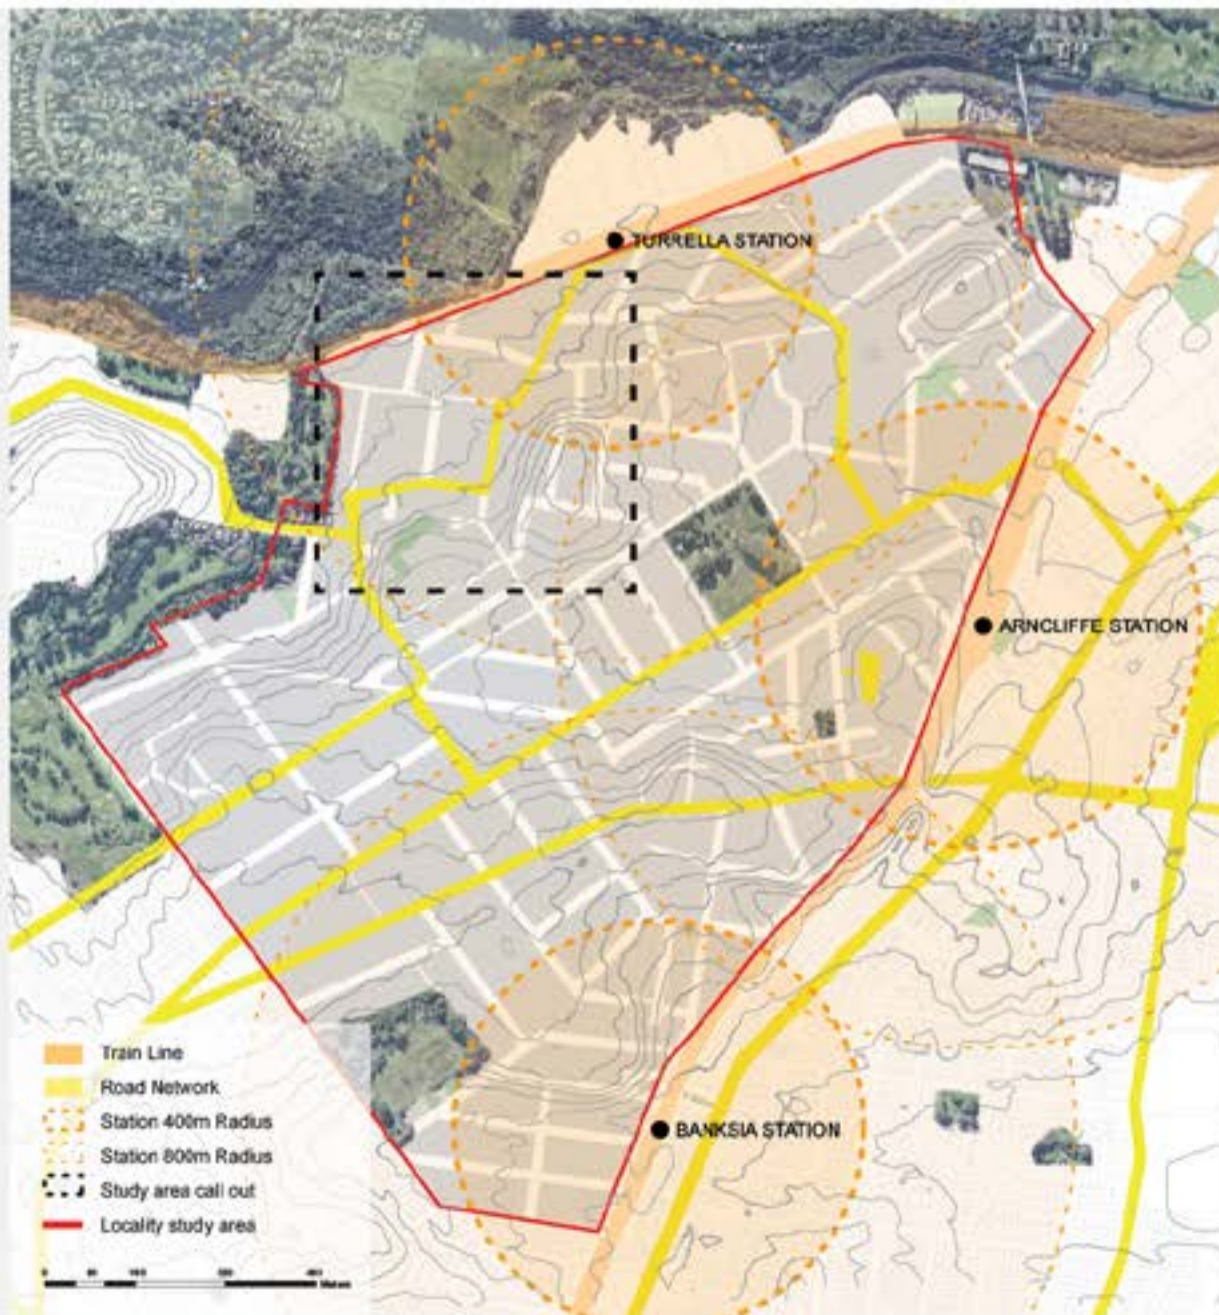 TURRELLA STATION
ARNCLIFFE STATION
BANKSIA STATION
Train Line
Road Network
Station 400m Radius
Station 800m Radius
Study area call out
Locality study area